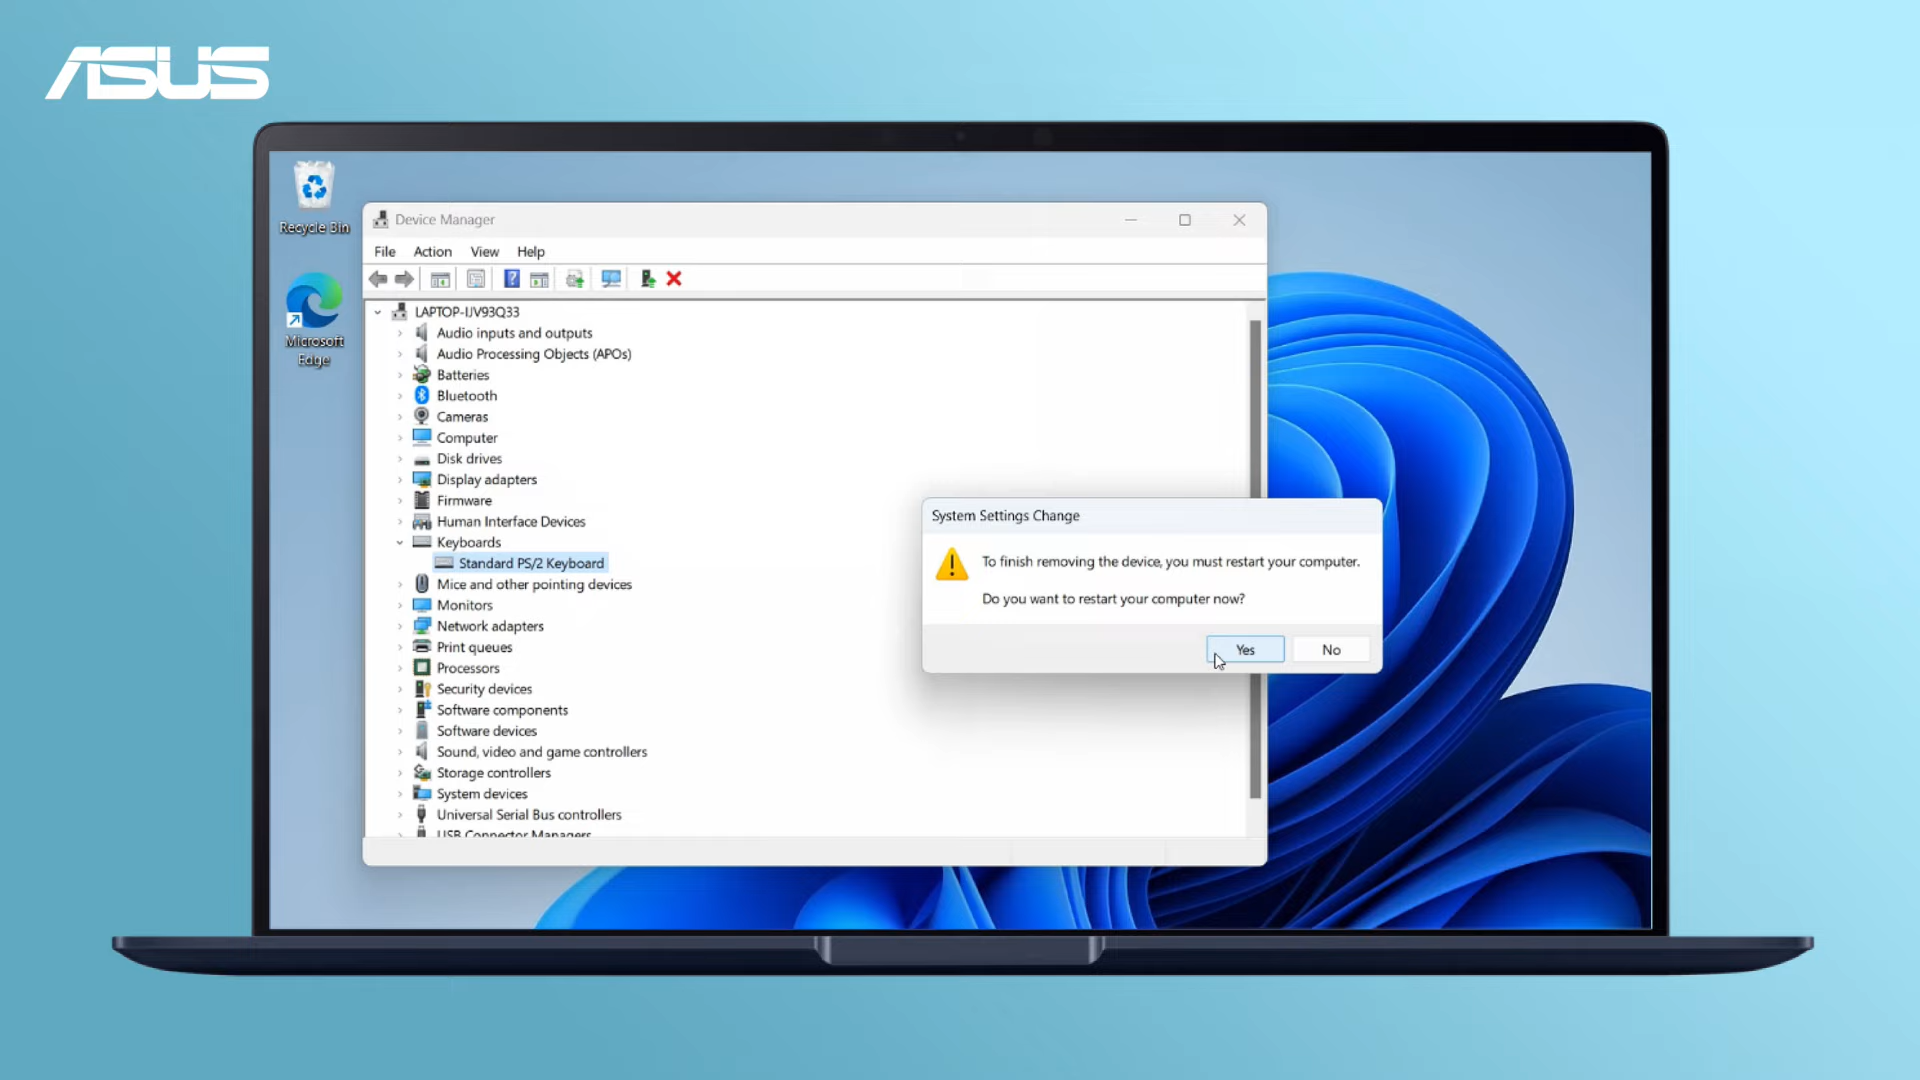 ASUS
Recycle Bin
Microsoft
Edge
Device Manager
File Action View Help
LAPTOP-IJV93Q33
Audio inputs and outputs
Audio Processing Objects (APOs)
Batteries
Bluetooth
Cameras
Computer
Disk drives
Display adapters
Firmware
Human Interface Devices
Keyboards
Standard PS/2 Keyboard
Mice and other pointing devices
Monitors
Network adapters
Print queues
Processors
Security devices
Software components
Software devices
Sound, video and game controllers
Storage controllers
System devices
Universal Serial Bus controllers
USB Connector Managers
System Settings Change
To finish removing the device, you must restart your computer.
Do you want to restart your computer now?
Yes No